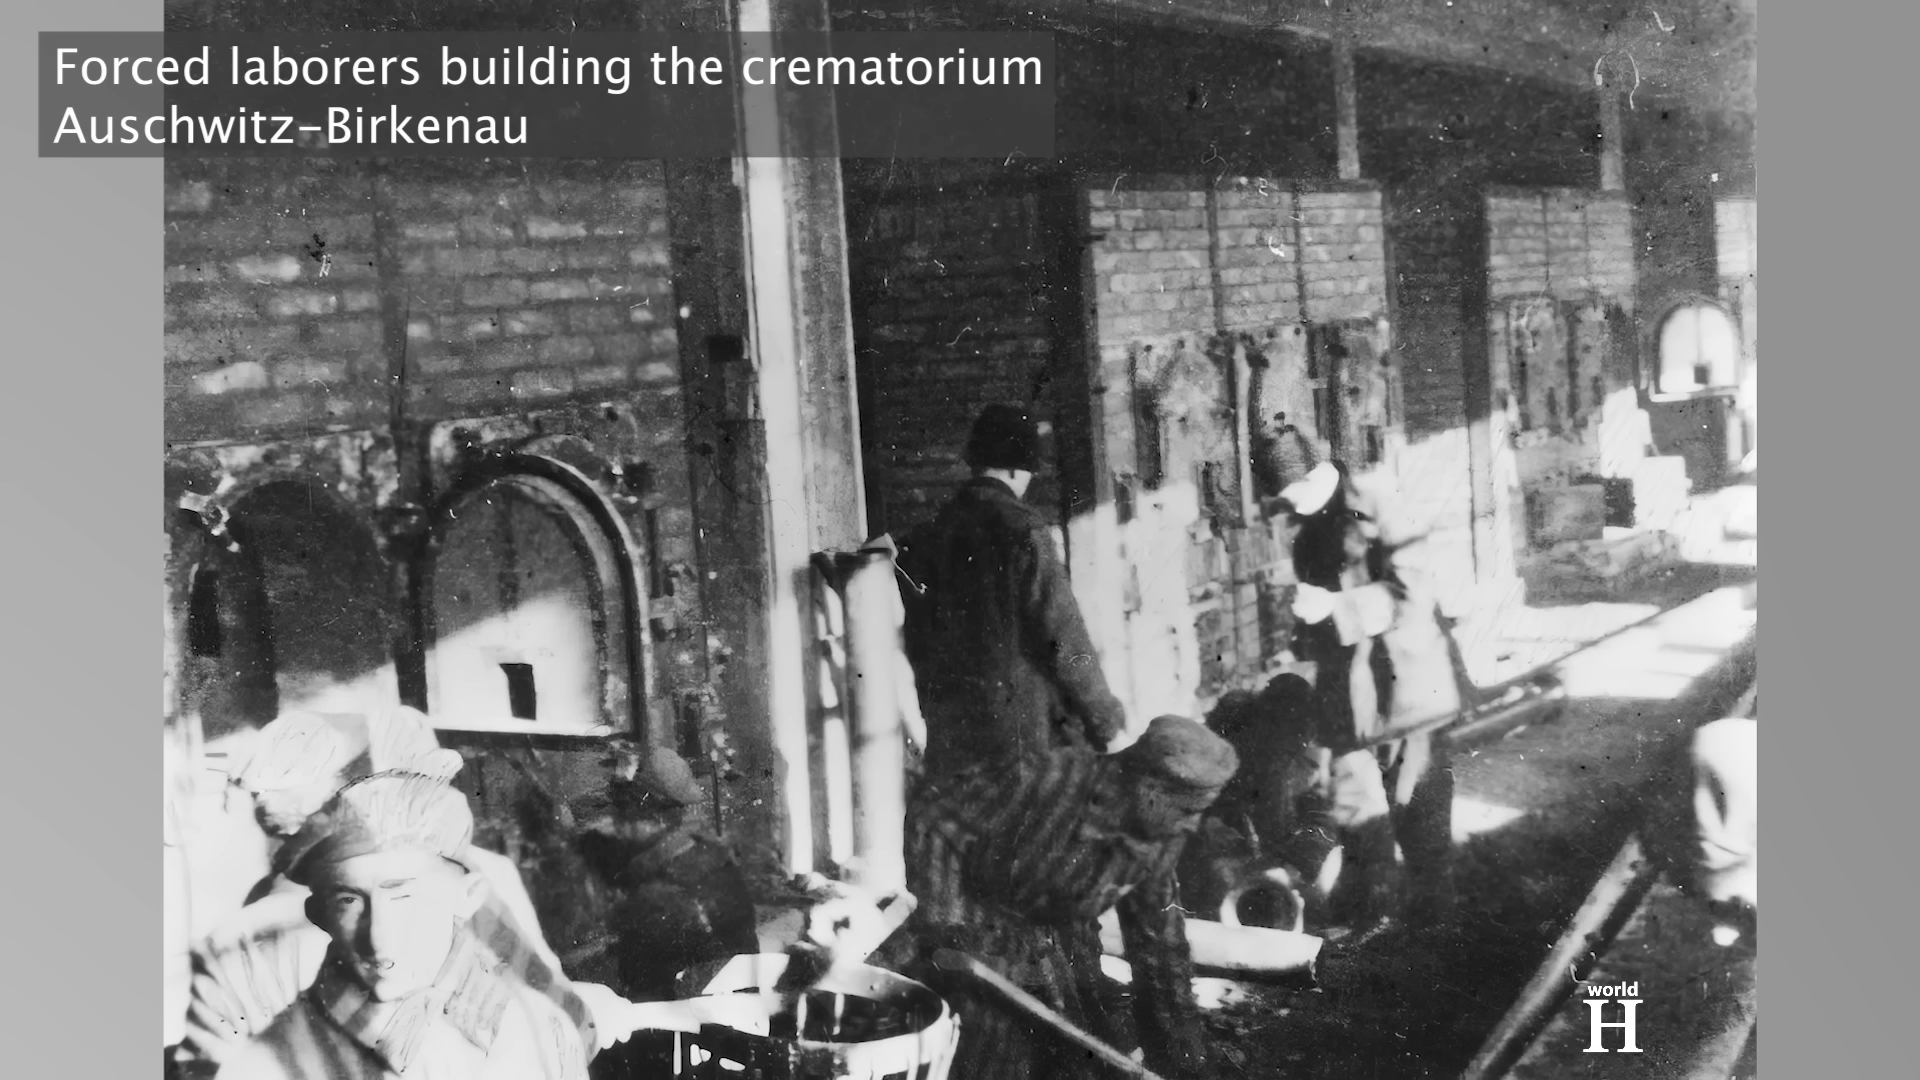 Forced laborers building the crematorium
Auschwitz-Birkenau
world
H